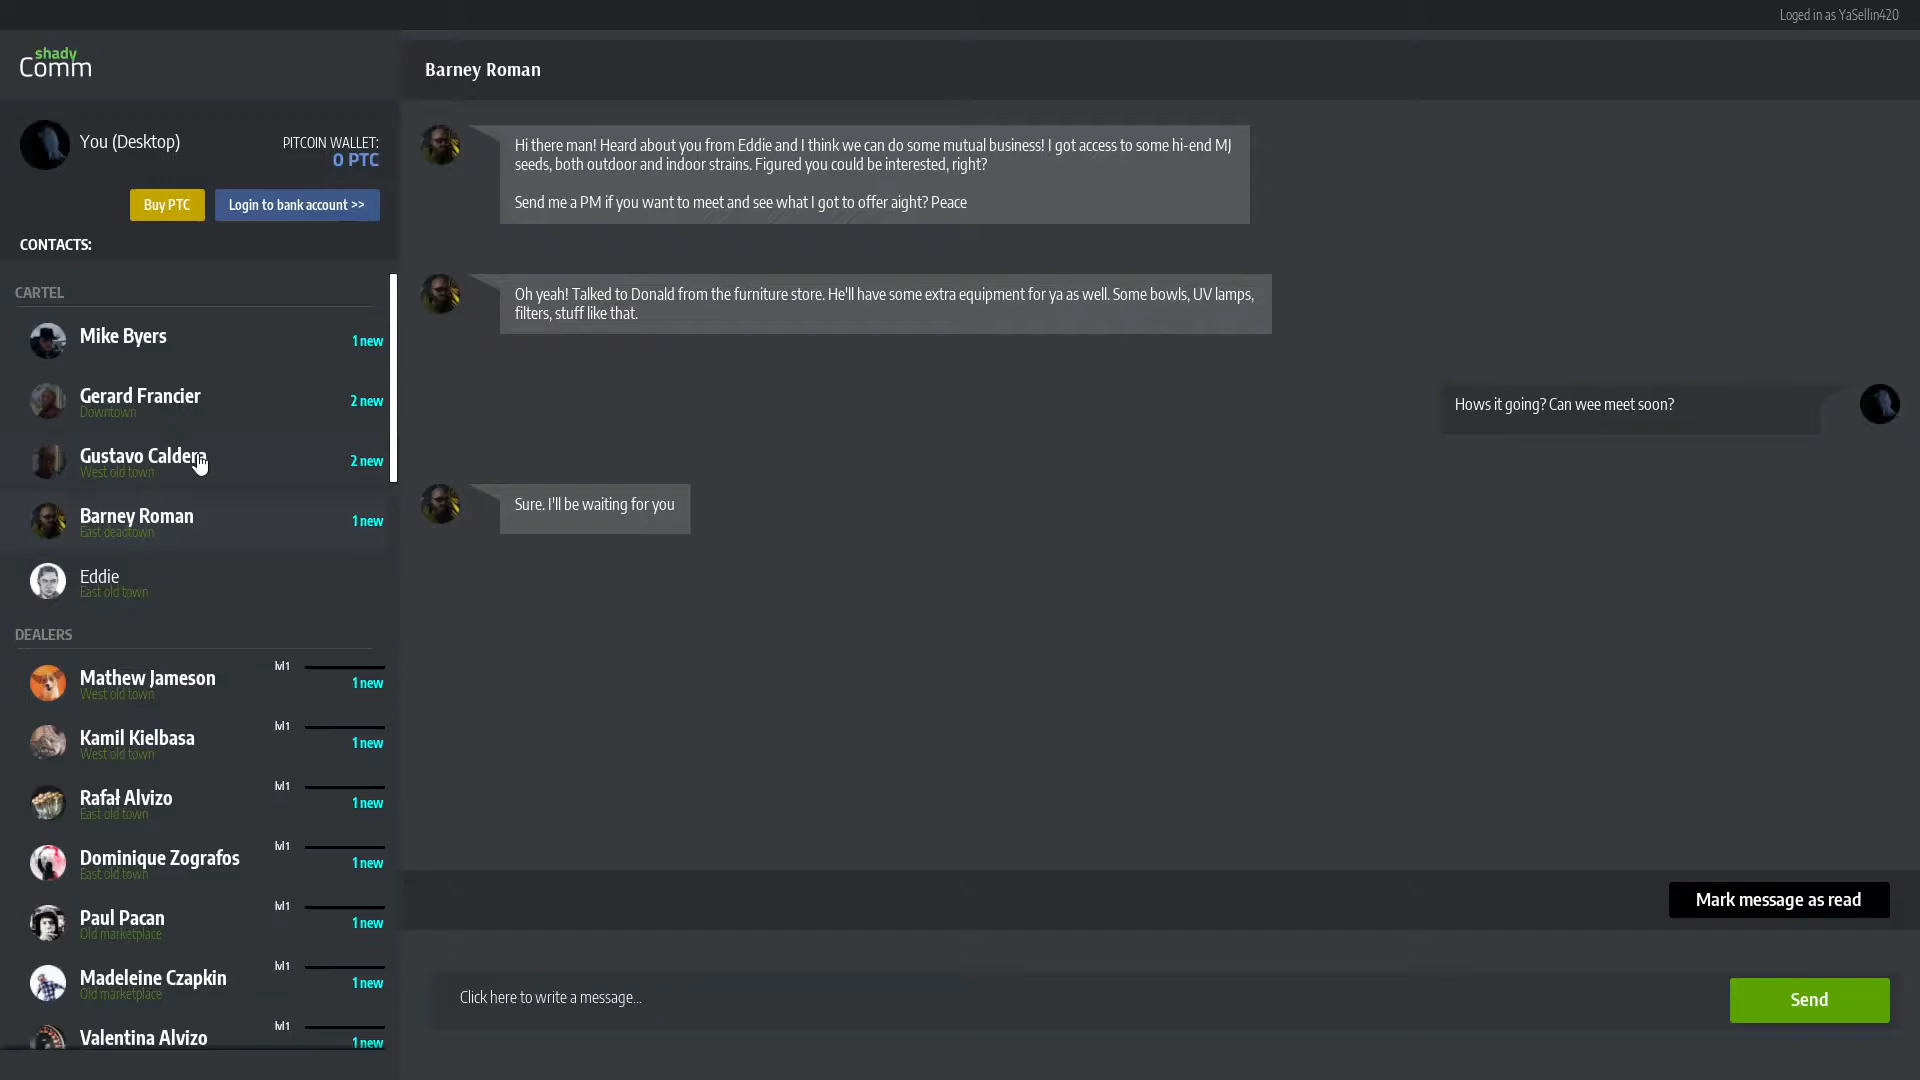 Loged in as YaSellin420
shady
Comm
You (Desktop)
PITCOIN WALLET:
0 PTC
Buy PTC
Login to bank account >>
CONTACTS:
CARTEL
Mike Byers
1 new
Gerard Francier
Downtown
2 new
Gustavo Caldera
West old town
2 new
Barney Roman
East deadtown
1 new
Eddie
East old town
DEALERS
Mathew Jameson
West old town
lvl 1
1 new
Kamil Kielbasa
West old town
lvl 1
1 new
Rafał Alvizo
East old town
lvl 1
1 new
Dominique Zografos
East old town
lvl 1
1 new
Paul Pacan
Old marketplace
lvl 1
1 new
Madeleine Czapkin
Old marketplace
lvl 1
1 new
Valentina Alvizo
lvl 1
1 new
Barney Roman
Hi there man! Heard about you from Eddie and I think we can do some mutual business! I got access to some hi-end MJ
seeds, both outdoor and indoor strains. Figured you could be interested, right?
Send me a PM if you want to meet and see what I got to offer aight? Peace
Oh yeah! Talked to Donald from the furniture store. He'll have some extra equipment for ya as well. Some bowls, UV lamps,
filters, stuff like that.
Hows it going? Can wee meet soon?
Sure. I'll be waiting for you
Mark message as read
Click here to write a message...
Send